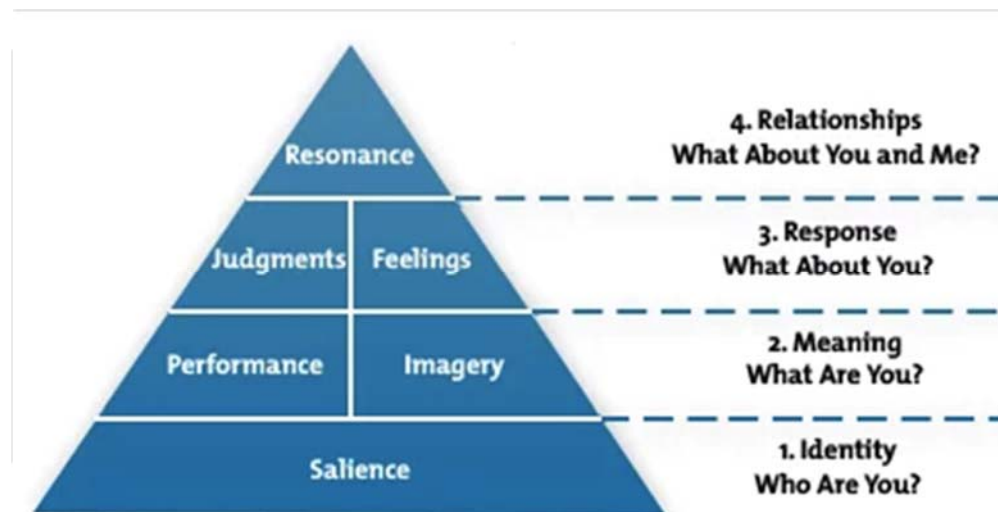 Resonance
4. Relationships
What About You and Me?
Judgments Feelings
3. Response
What About You?
Performance Imagery
2. Meaning
What Are You?
Salience
1. Identity
Who Are You?